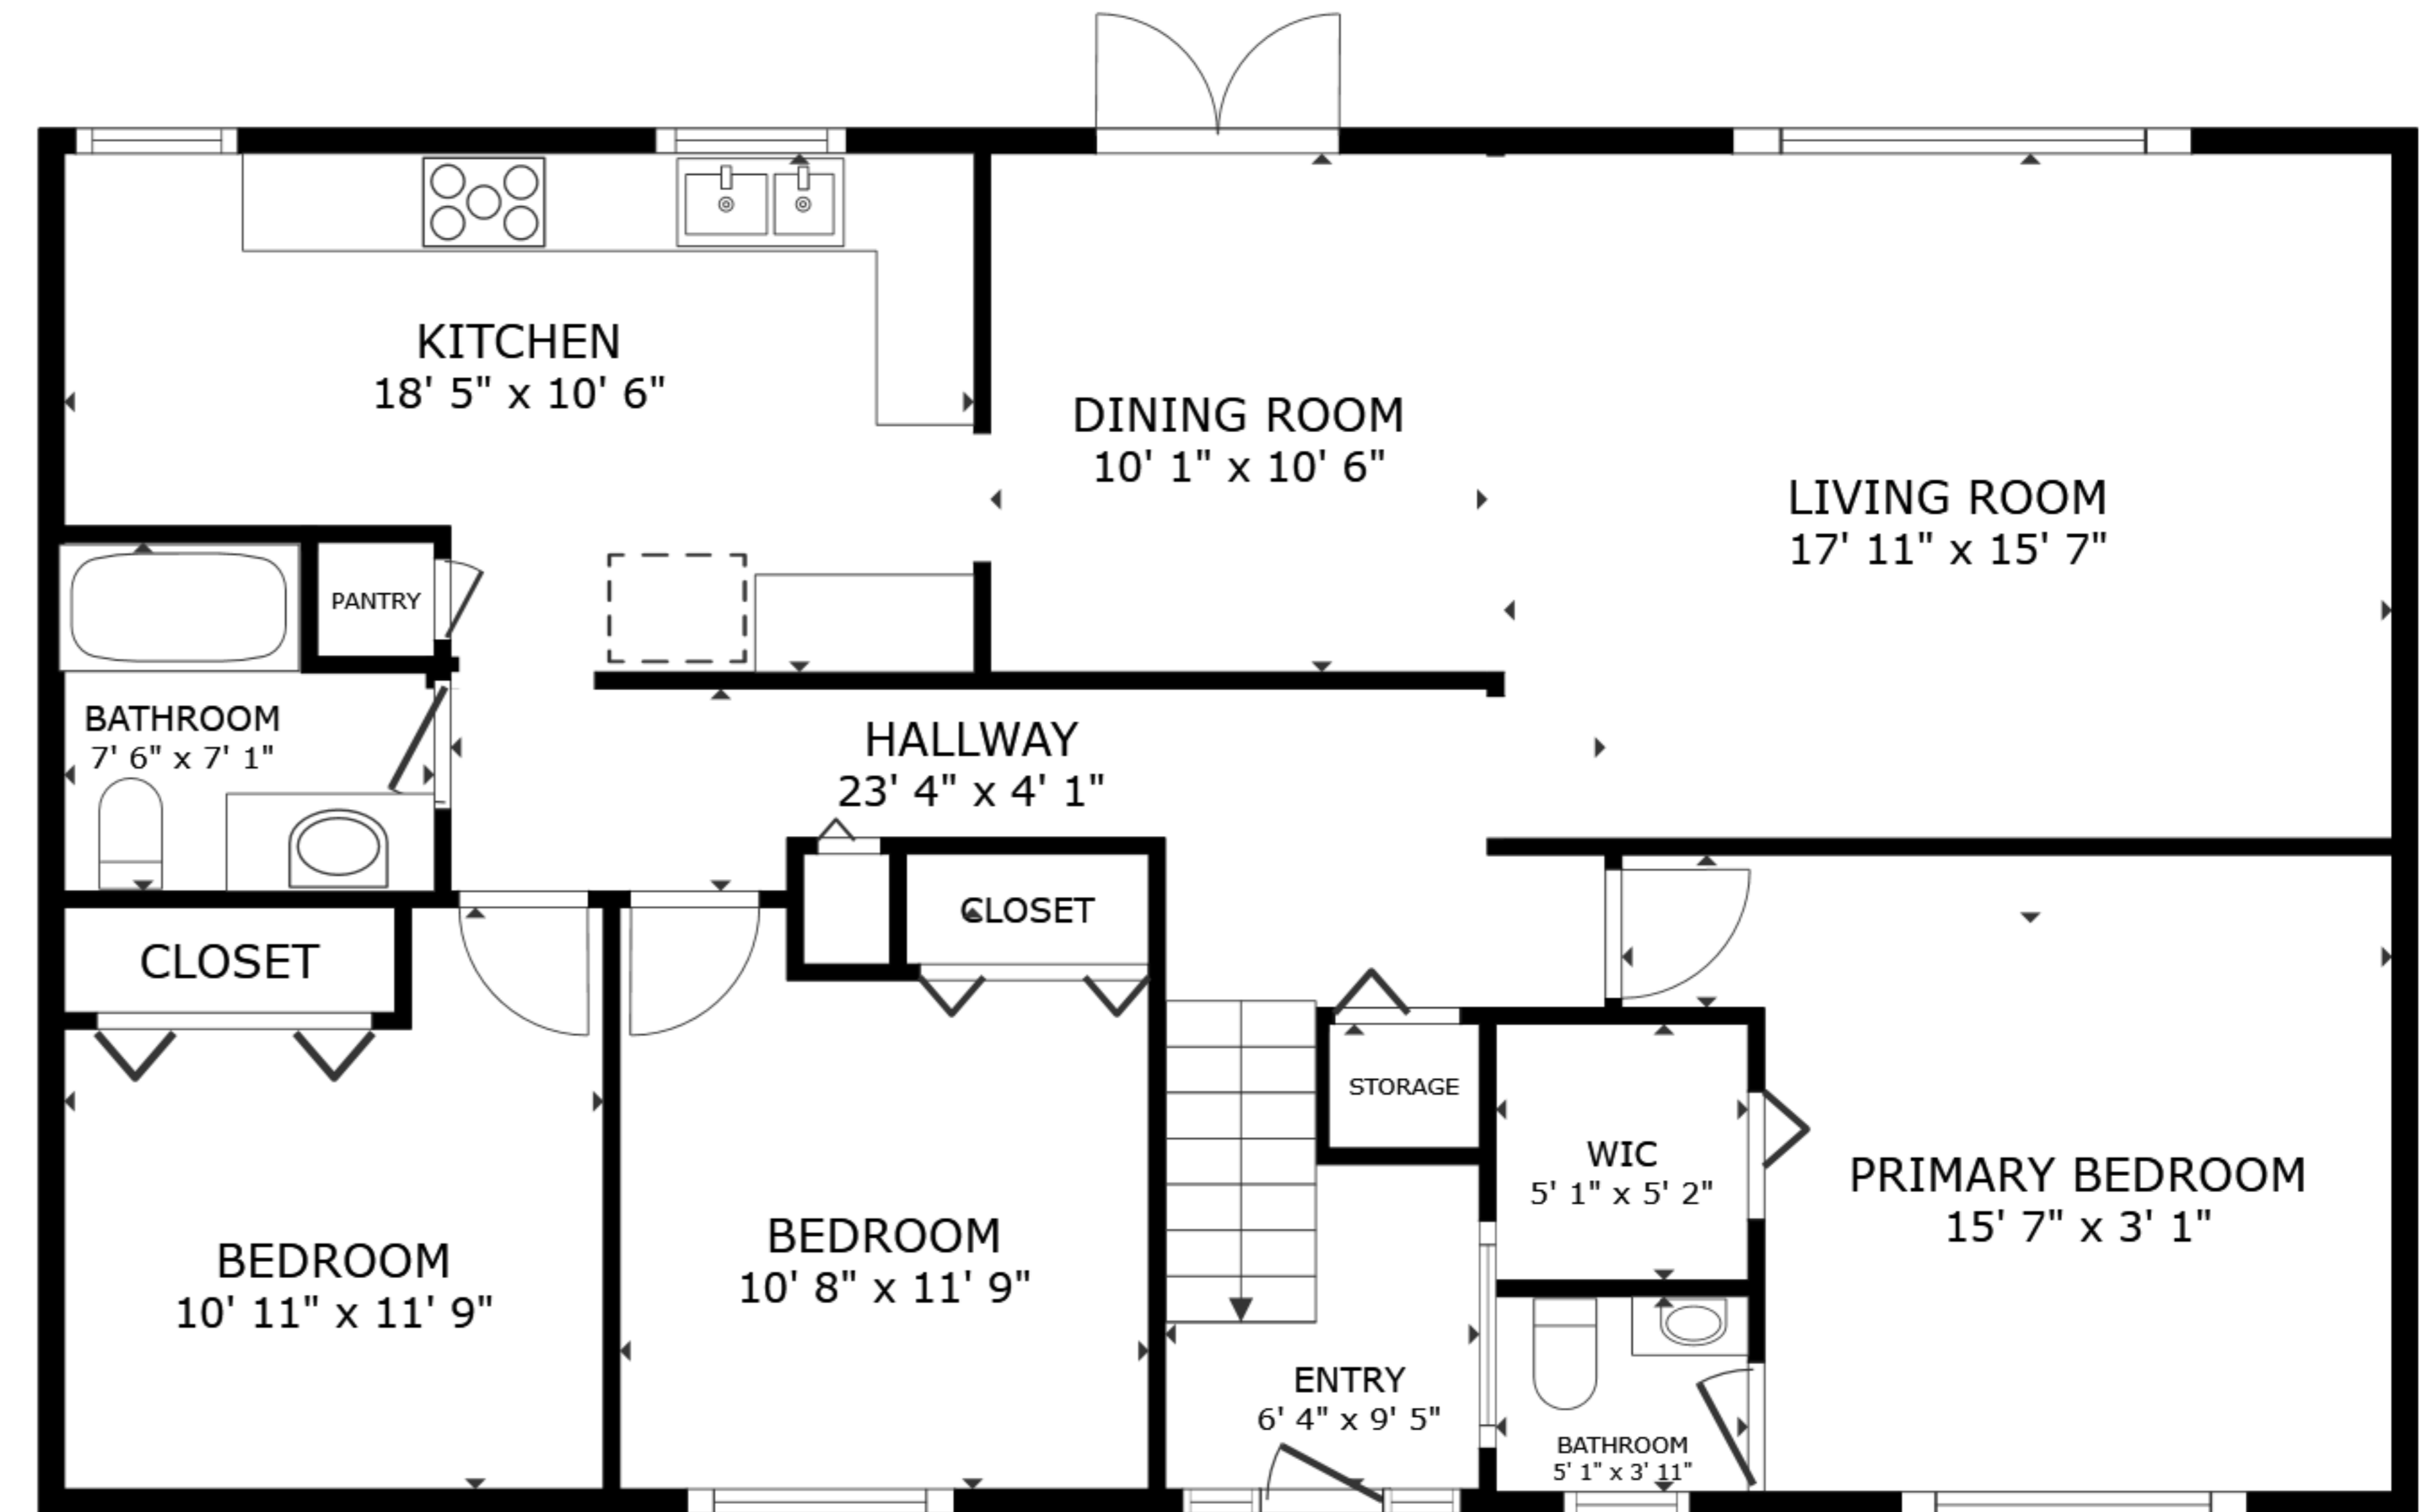 KITCHEN
18' 5" x 10' 6"
DINING ROOM
10' 1" x 10' 6"
LIVING ROOM
17' 11" x 15' 7"
PANTRY
BATHROOM
7' 6" x 7' 1"
HALLWAY
23' 4" x 4' 1"
CLOSET
CLOSET
STORAGE
WIC
5' 1" x 5' 2"
PRIMARY BEDROOM
15' 7" x 3' 1"
BEDROOM
10' 11" x 11' 9"
BEDROOM
10' 8" x 11' 9"
ENTRY
6' 4" x 9' 5"
BATHROOM
5' 1" x 3' 11"